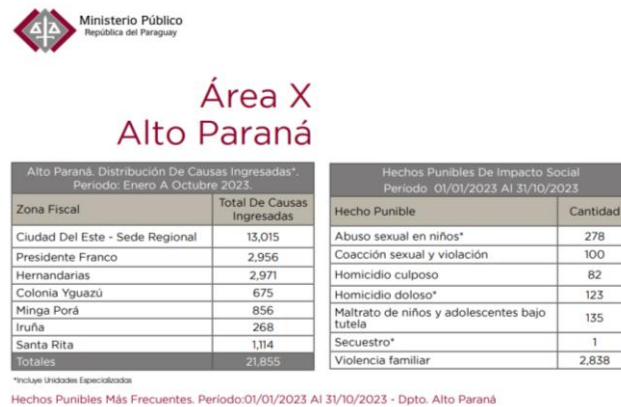 Ministerio Público
República del Paraguay
Área X
Alto Paraná
Alto Paraná. Distribución De Causas Ingresadas*.
Periodo: Enero A Octubre 2023.
Zona Fiscal
Total De Causas
Ingresadas
Ciudad Del Este - Sede Regional 13,015
Presidente Franco 2,956
Hernandarias 2,971
Colonia Yguazú 675
Minga Porá 856
Iruña 268
Santa Rita 1,114
Totales 21,855
*Incluye Unidades Especializadas
Hechos Punibles De Impacto Social
Período 01/01/2023 Al 31/10/2023
Hecho Punible Cantidad
Abuso sexual en niños* 278
Coacción sexual y violación 100
Homicidio culposo 82
Homicidio doloso* 123
Maltrato de niños y adolescentes bajo
tutela 135
Secuestro* 1
Violencia familiar 2,838
Hechos Punibles Más Frecuentes. Período:01/01/2023 Al 31/10/2023 - Dpto. Alto Paraná